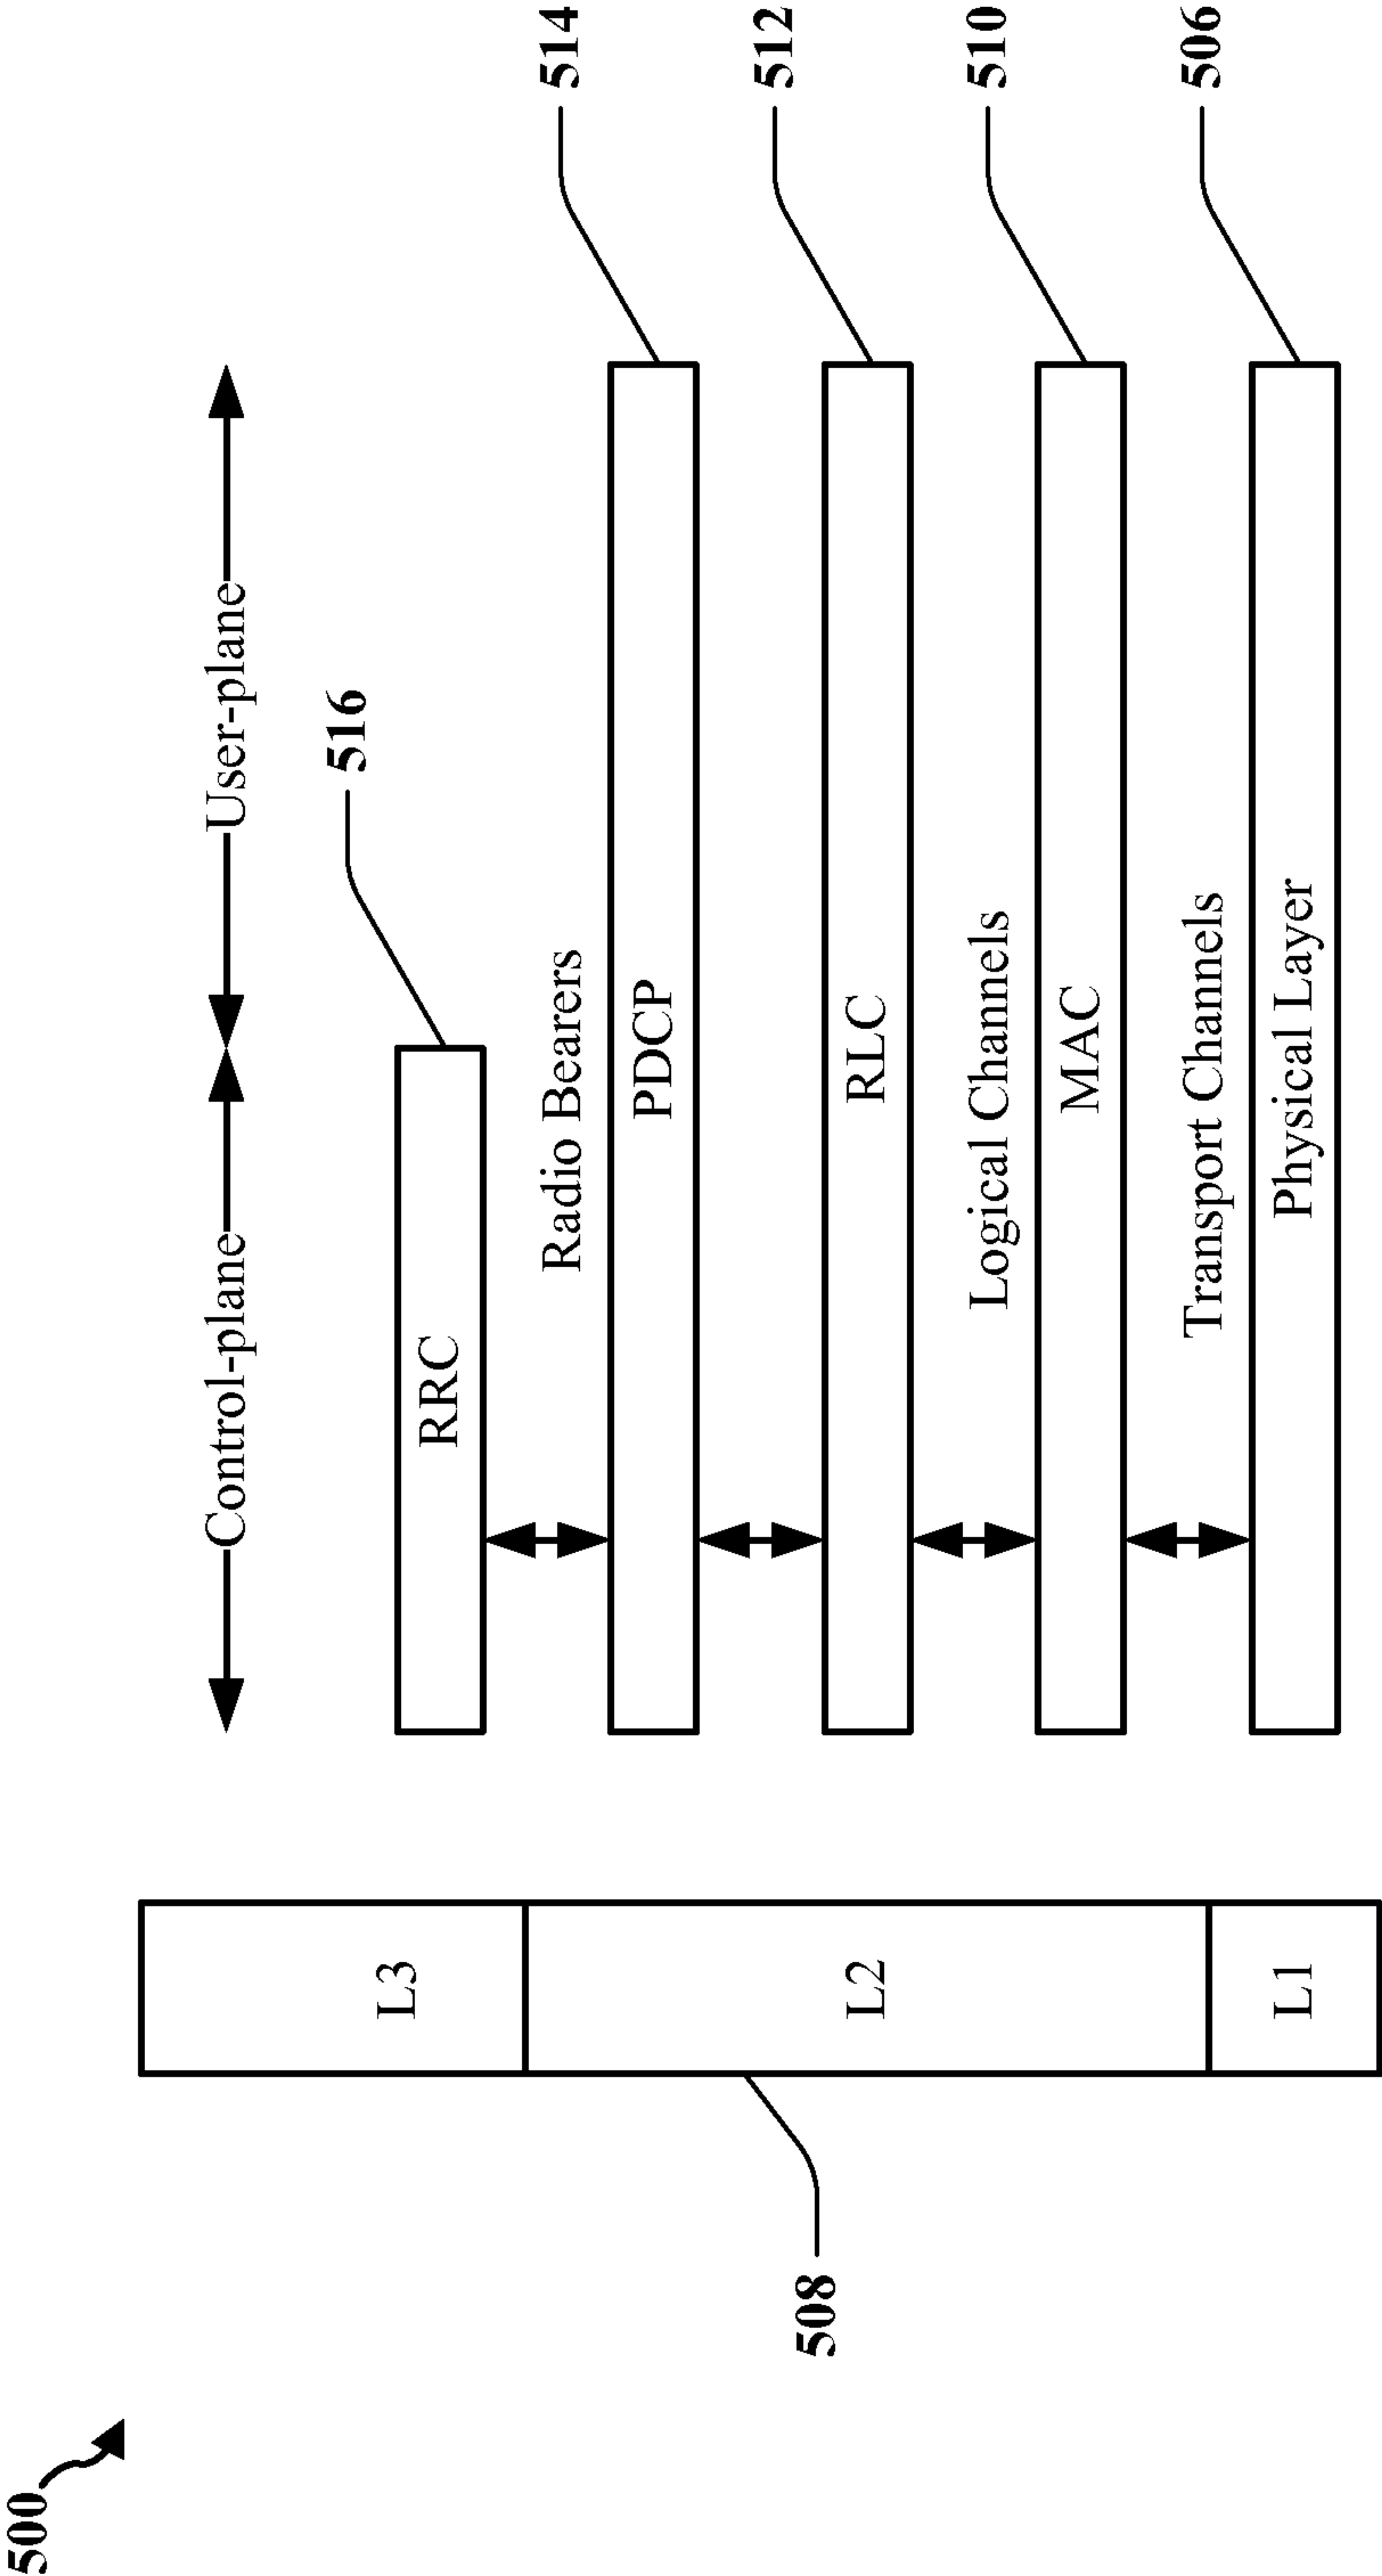 500
Control-plane
User-plane
516
RRC
L3
514
Radio Bearers
PDCP
512
508
L2
RLC
510
Logical Channels
MAC
506
Transport Channels
L1
Physical Layer